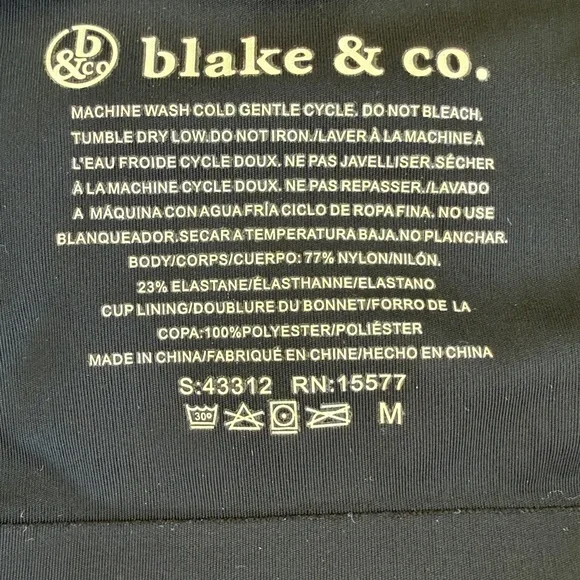 b
&co blake & co.
MACHINE WASH COLD GENTLE CYCLE. DO NOT BLEACH.
TUMBLE DRY LOW.DO NOT IRON./LAVER À LA MACHINE À
L'EAU FROIDE CYCLE DOUX. NE PAS JAVELLISER.SÉCHER
À LA MACHINE CYCLE DOUX. NE PAS REPASSER./LAVADO
A MÁQUINA CON AGUA FRÍA CICLO DE ROPA FINA. NO USE
BLANQUEADOR.SECAR A TEMPERATURA BAJA.NO PLANCHAR.
BODY/CORPS/CUERPO: 77% NYLON/NILÓN.
23% ELASTANE/ÉLASTHANNE/ELASTANO
CUP LINING/DOUBLURE DU BONNET/FORRO DE LA
COPA:100%POLYESTER/POLIÉSTER
MADE IN CHINA/FABRIQUÉ EN CHINE/HECHO EN CHINA
S:43312 RN:15577
30º M